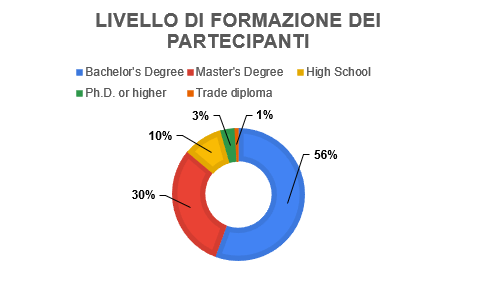 LIVELLO DI FORMAZIONE DEI
PARTECIPANTI
Bachelor's Degree Master's Degree High School
Ph.D. or higher Trade diploma
3% 1%
10%
56%
30%